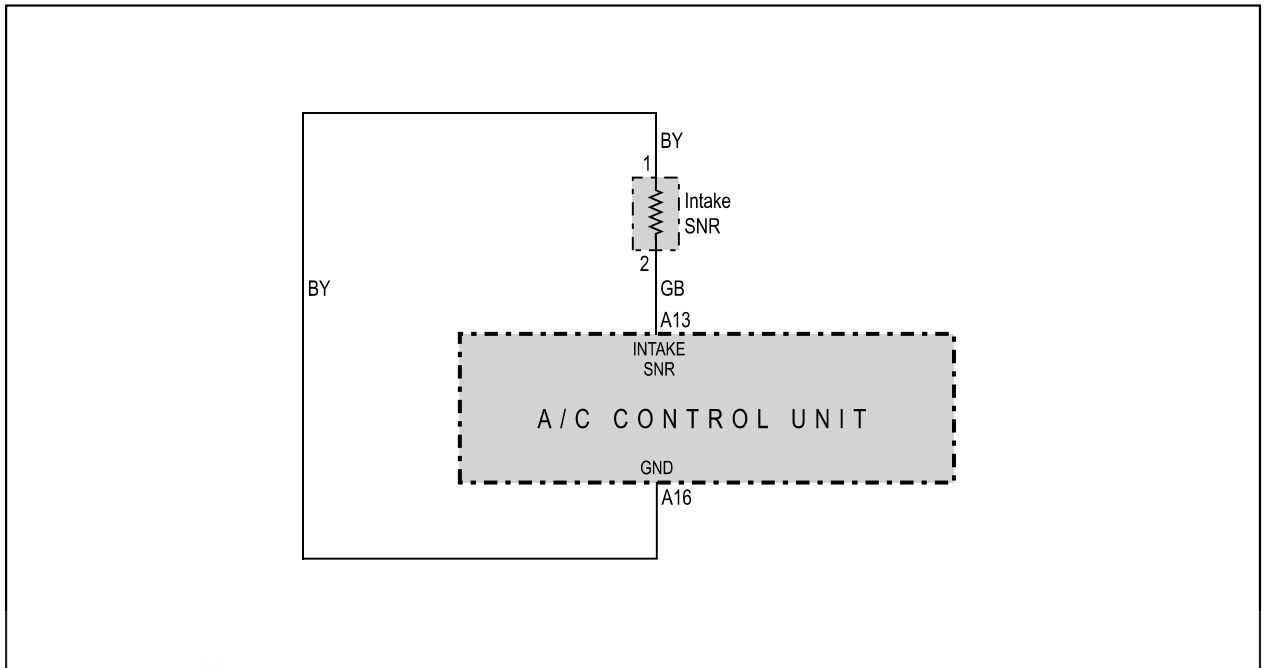 BY
1
Intake
SNR
2
BY
GB
A13
INTAKE
SNR
A/C CONTROL UNIT
GND
A16